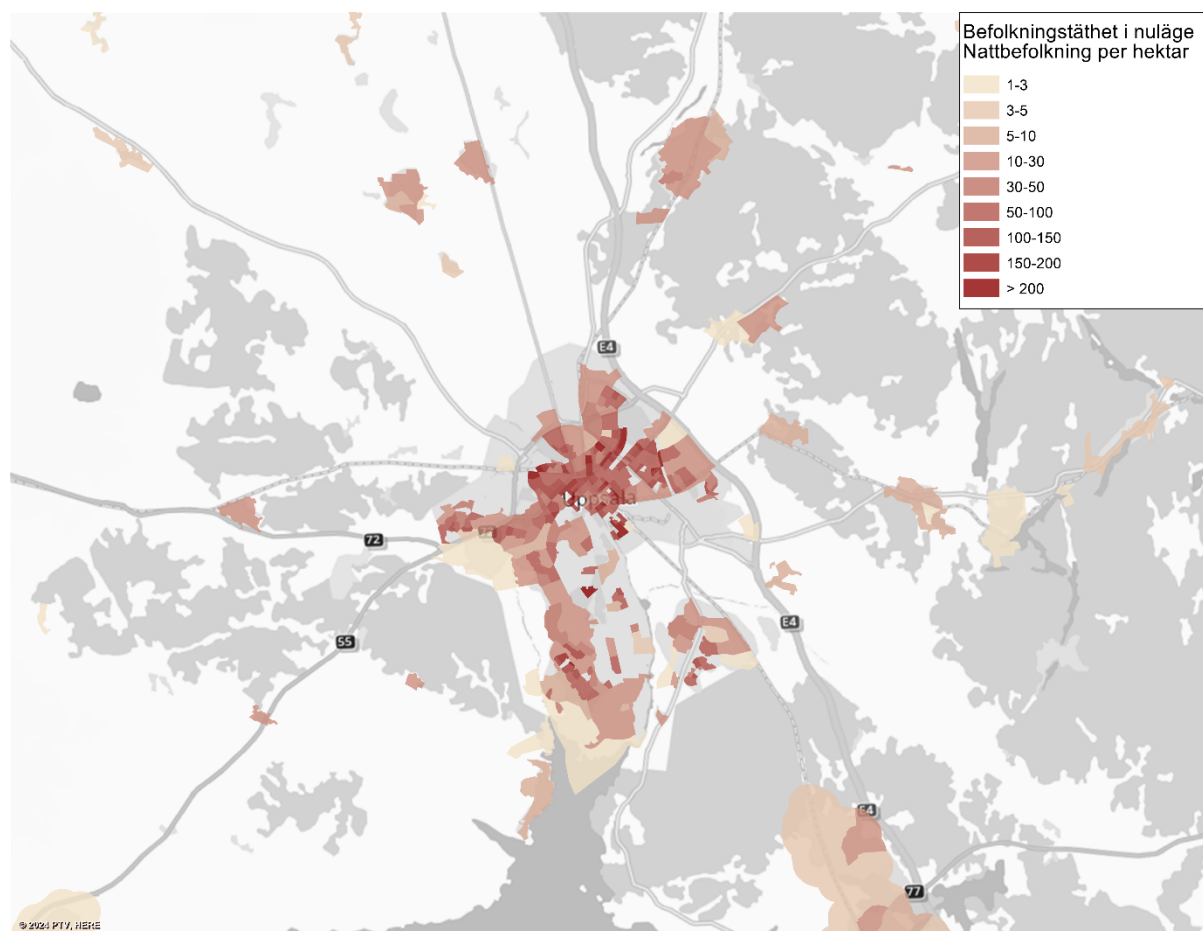 Befolkningstäthet i nuläge
Nattbefolkning per hektar
1-3
3-5
5-10
10-30
30-50
50-100
100-150
150-200
> 200
E4
Uppsala
72
72
E4
55
E4
77
© 2024 PTV, HERE